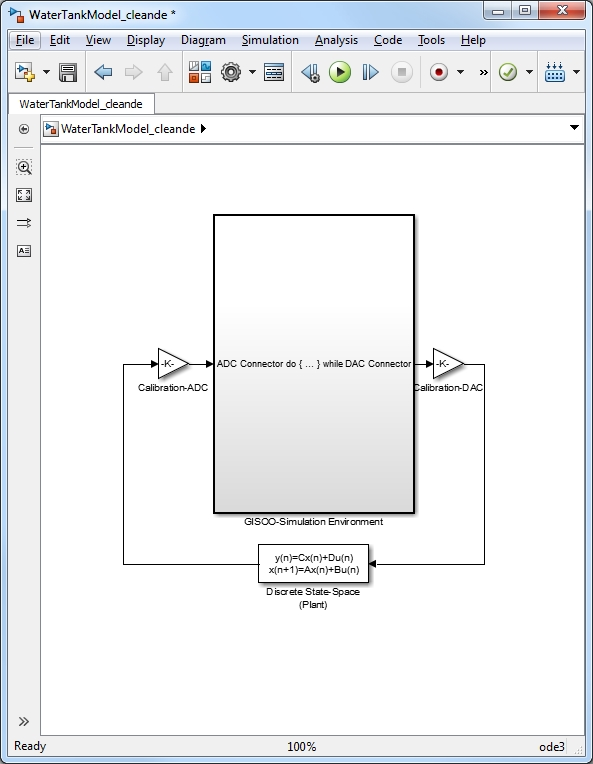 WaterTankModel_cleande *
File Edit View Display Diagram Simulation Analysis Code Tools Help
»
WaterTankModel_cleande
WaterTankModel_cleande
A
-K-
ADC Connector do { ... } while DAC Connector
-K-
Calibration-ADC
Calibration-DAC
GISOO-Simulation Environment
y(n)=Cx(n)+Du(n)
x(n+1)=Ax(n)+Bu(n)
Discrete State-Space
(Plant)
»
Ready 100% ode3